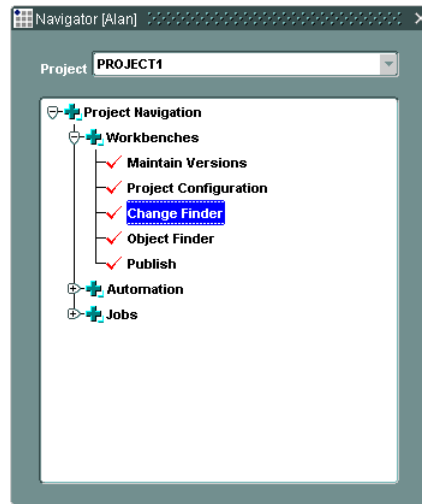 Navigator [Alan]
Project PROJECT1
Project Navigation
Workbenches
Maintain Versions
Project Configuration
Change Finder
Object Finder
Publish
Automation
Jobs